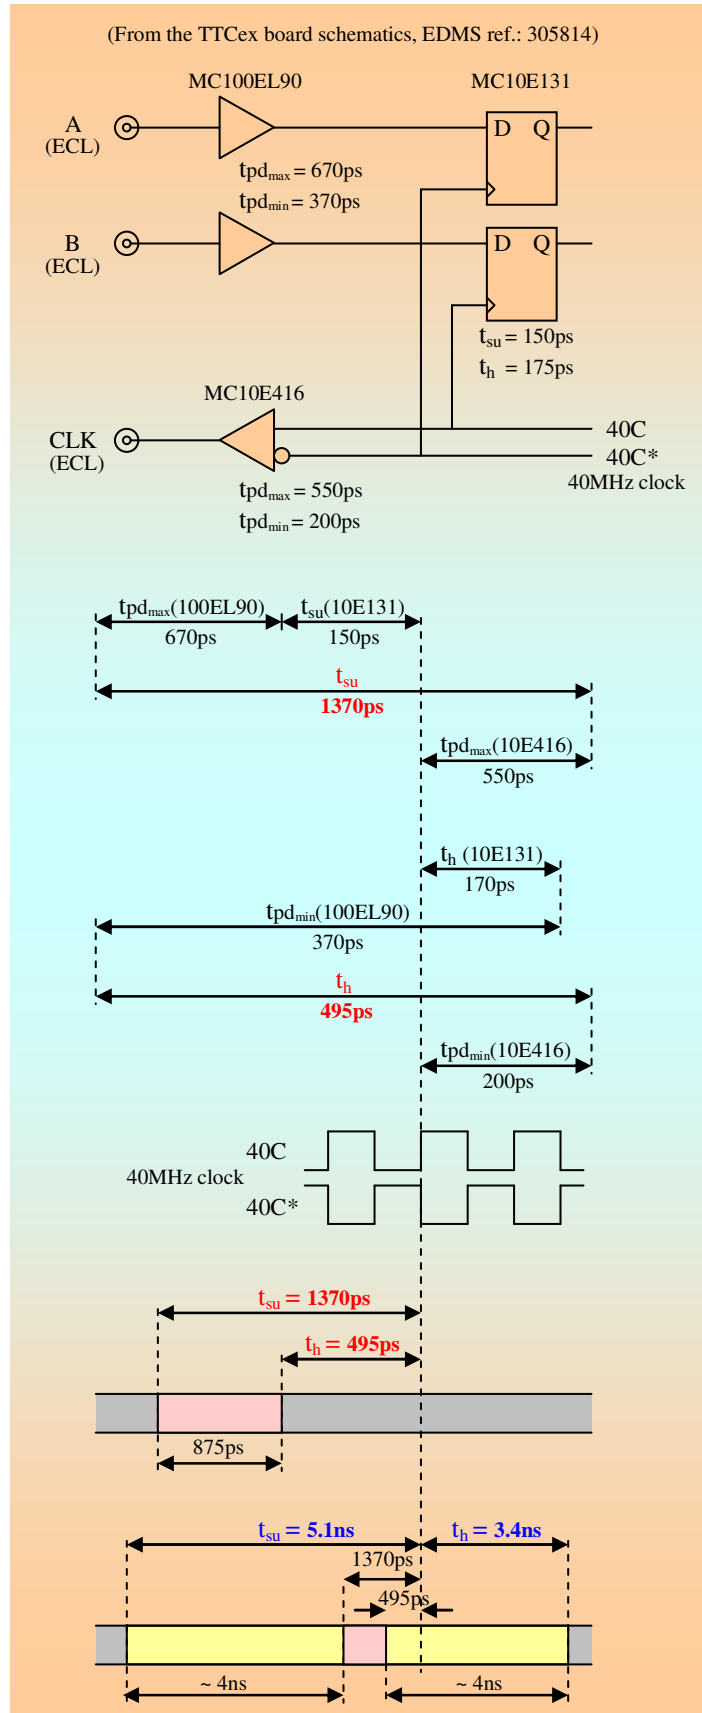 (From the TTCex board schematics, EDMS ref.: 305814)
MC100EL90
MC10E131
A
(ECL)
D Q
tpdmax = 670ps
tpdmin = 370ps
B
(ECL)
D Q
tsu = 150ps
th = 175ps
MC10E416
CLK
(ECL)
40C
40C*
40MHz clock
tpdmax = 550ps
tpdmin = 200ps
tpdmax(100EL90)
670ps
tsu(10E131)
150ps
tsu
1370ps
tpdmax(10E416)
550ps
th (10E131)
170ps
tpdmin(100EL90)
370ps
th
495ps
tpdmin(10E416)
200ps
40C
40MHz clock
40C*
tsu = 1370ps
th = 495ps
875ps
tsu = 5.1ns
th = 3.4ns
1370ps
495ps
~ 4ns
~ 4ns